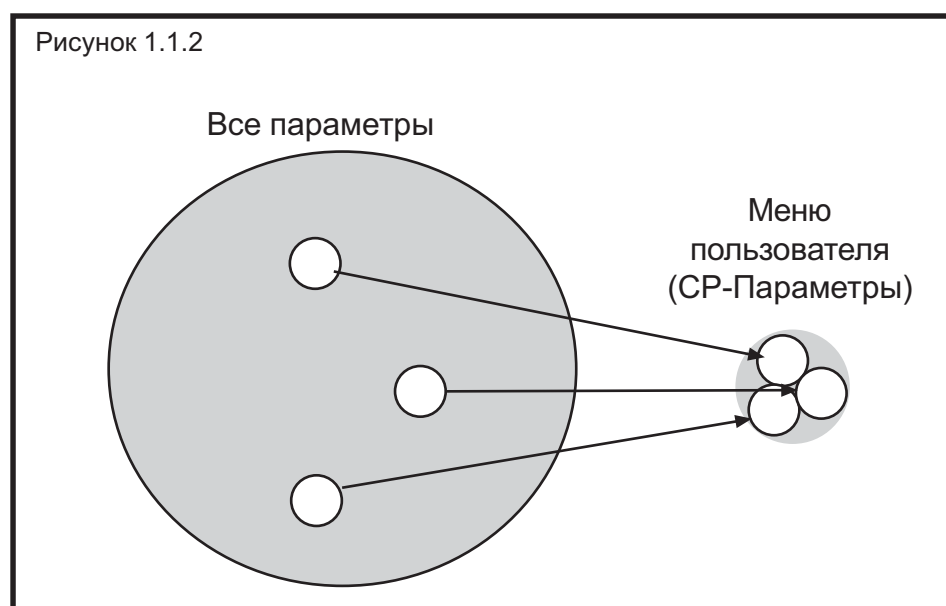 Рисунок 1.1.2
Все параметры
Меню
пользователя
(СР-Параметры)